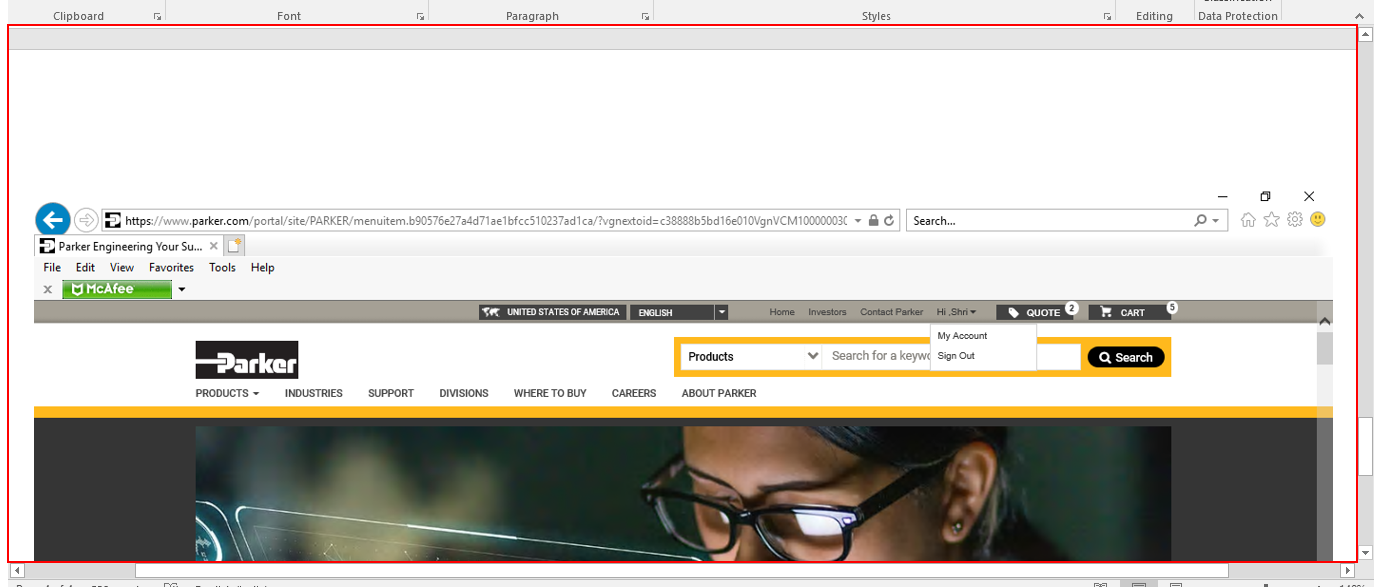 Clipboard Font Paragraph Styles Editing Data Protection
https://www.parker.com/portal/site/PARKER/menuitem.b90576e27a4d71ae1bfcc510237ad1ca/?vgnextoid=c38888b5bd16e010VgnVCM10000003 Search...
Parker Engineering Your Su...
File Edit View Favorites Tools Help
x McAfee
UNITED STATES OF AMERICA ENGLISH Home Investors Contact Parker Hi ,Shri QUOTE 2 CART 5
My Account
Sign Out
Parker
Products Search for a keywo Search
PRODUCTS INDUSTRIES SUPPORT DIVISIONS WHERE TO BUY CAREERS ABOUT PARKER